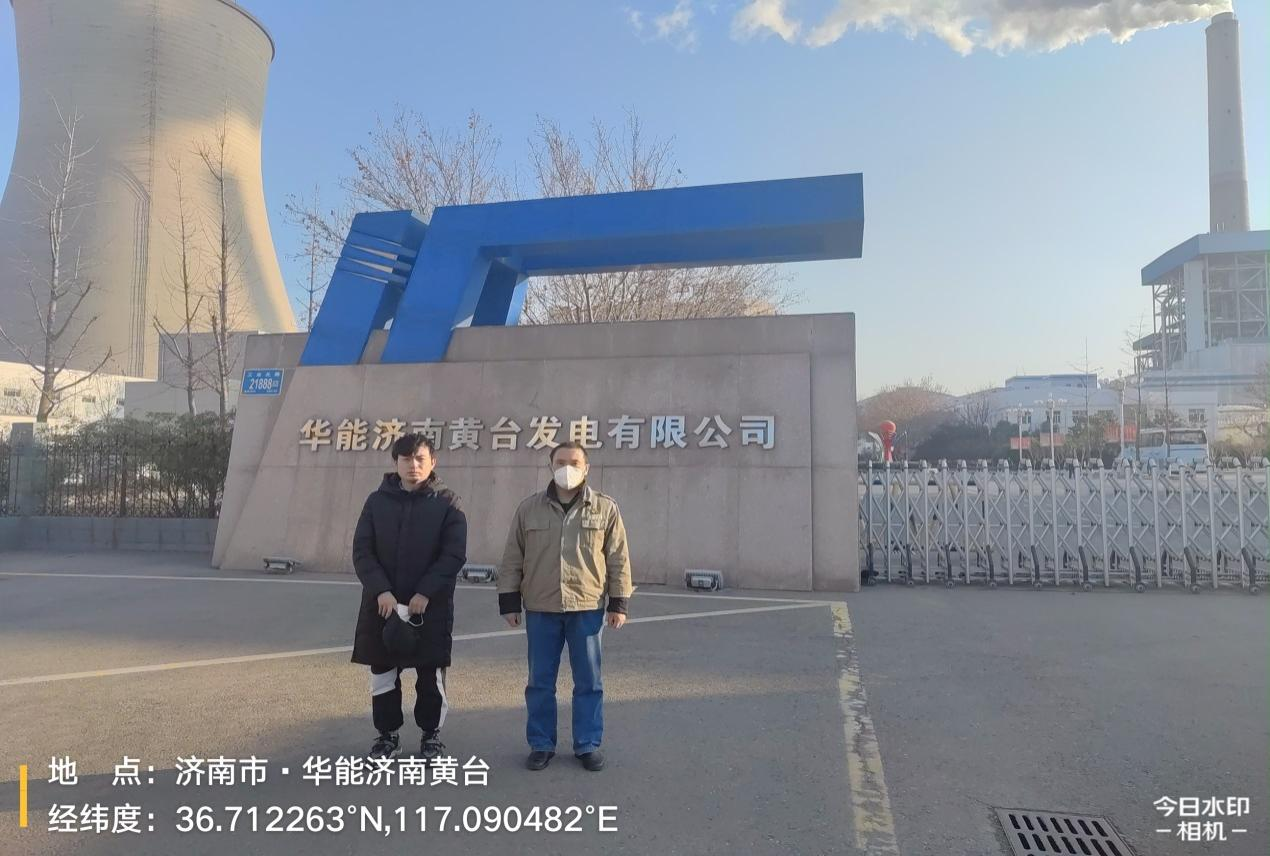 21888
华能济南黄台发电有限公司
地 点：济南市·华能济南黄台
经纬度：36.712263°N,117.090482°E
今日水印
－相机－